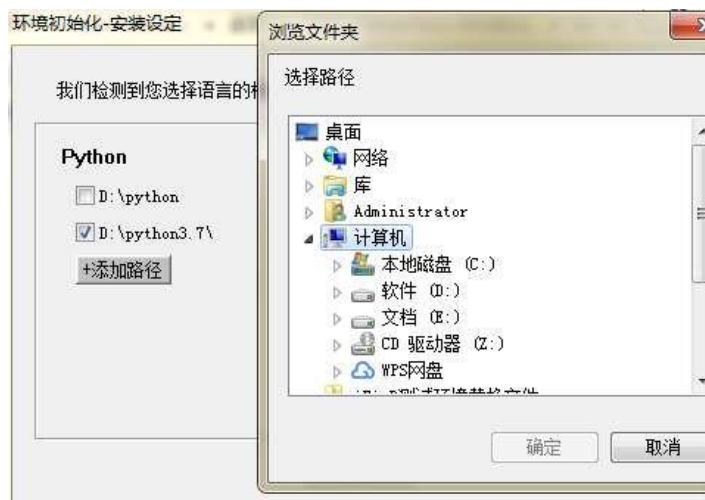 环境初始化-安装设定
我们检测到您选择语言的
Python
D:\python
D:\python3.7\
+添加路径
浏览文件夹
选择路径
桌面
网络
库
Administrator
计算机
本地磁盘 (C:)
软件 (D:)
文档 (E:)
CD 驱动器 (Z:)
WPS网盘
确定
取消